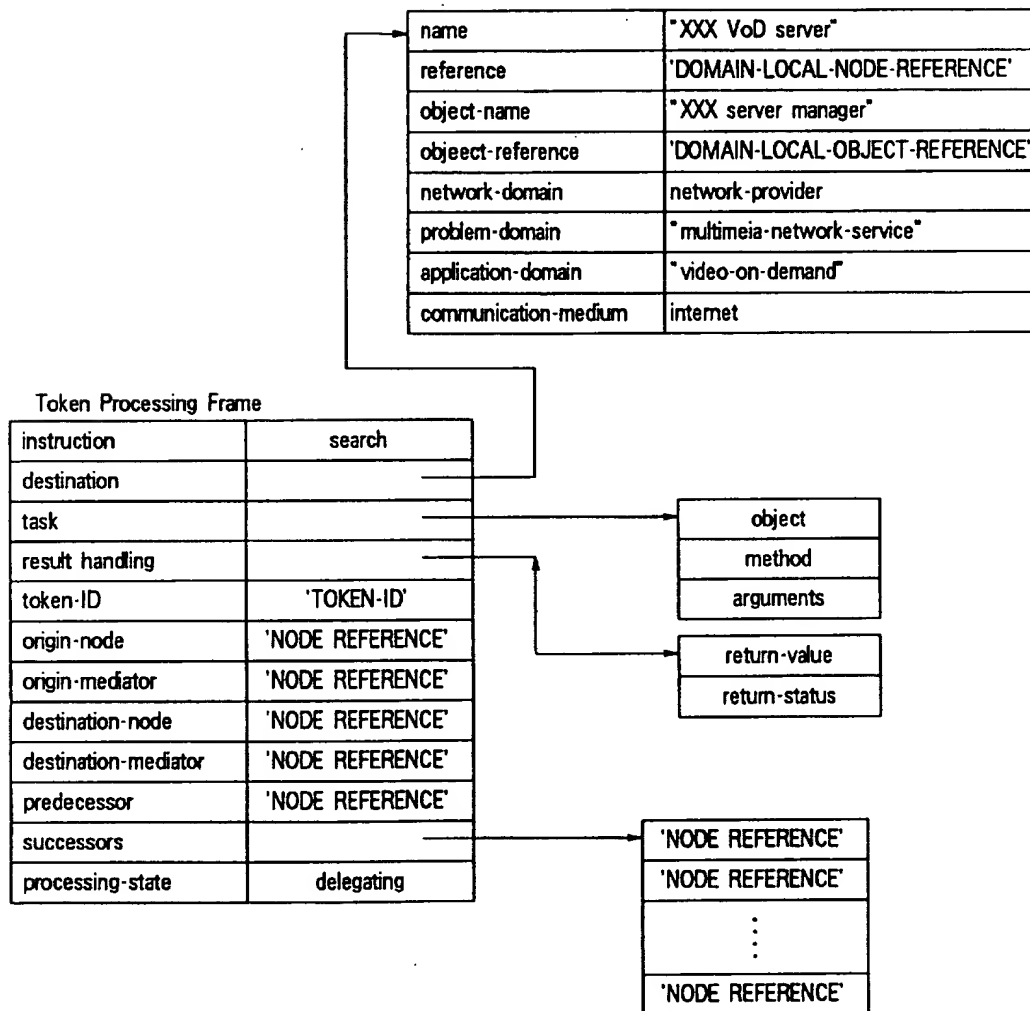 name "XXX VoD server"
reference 'DOMAIN-LOCAL-NODE-REFERENCE'
object-name "XXX server manager"
objeect-reference 'DOMAIN-LOCAL-OBJECT-REFERENCE'
network-domain network-provider
problem-domain "multimeia-network-service"
application-domain "video-on-demand"
communication-medium internet
Token Processing Frame
instruction search
destination
task
result handling
token-ID 'TOKEN-ID'
origin-node 'NODE REFERENCE'
origin-mediator 'NODE REFERENCE'
destination-node 'NODE REFERENCE'
destination-mediator 'NODE REFERENCE'
predecessor 'NODE REFERENCE'
successors
processing-state delegating
object
method
arguments
return-value
return-status
'NODE REFERENCE'
'NODE REFERENCE'
'NODE REFERENCE'